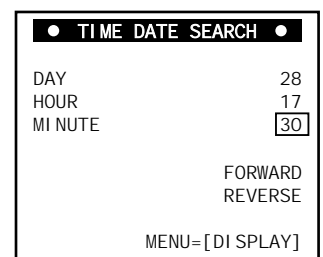 ● TIME DATE SEARCH ●
DAY 28
HOUR 17
MINUTE 30
FORWARD
REVERSE
MENU=[DISPLAY]